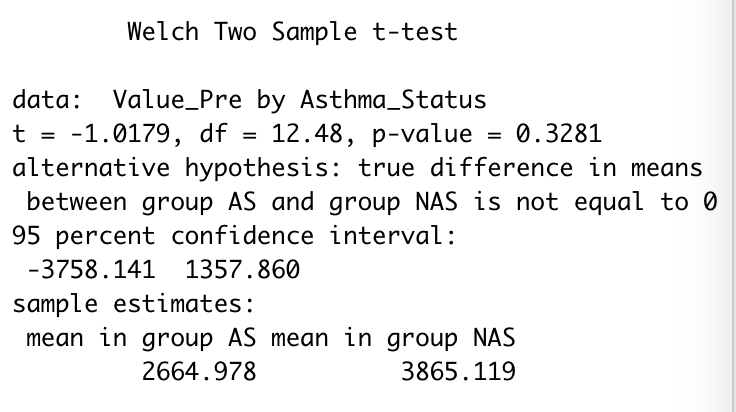 Welch Two Sample t-test
data:  Value_Pre by Asthma_Status
t = -1.0179, df = 12.48, p-value = 0.3281
alternative hypothesis: true difference in means
 between group AS and group NAS is not equal to 0
95 percent confidence interval:
 -3758.141  1357.860
sample estimates:
 mean in group AS mean in group NAS
         2664.978          3865.119